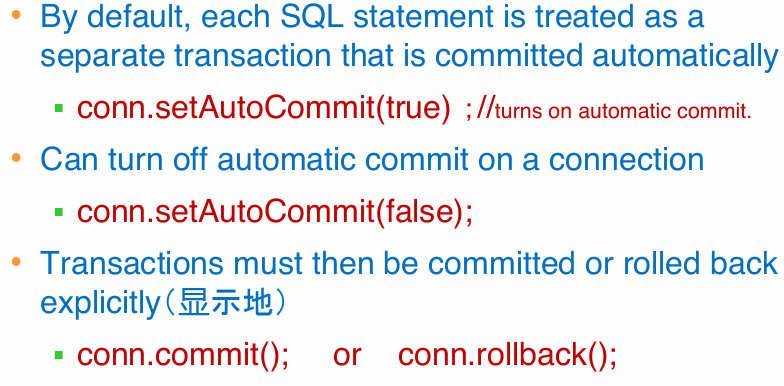 • By default, each SQL statement is treated as a
separate transaction that is committed automatically
▪ conn.setAutoCommit(true) ; //turns on automatic commit.
• Can turn off automatic commit on a connection
▪ conn.setAutoCommit(false);
• Transactions must then be committed or rolled back
explicitly（显示地）
▪ conn.commit(); or conn.rollback();